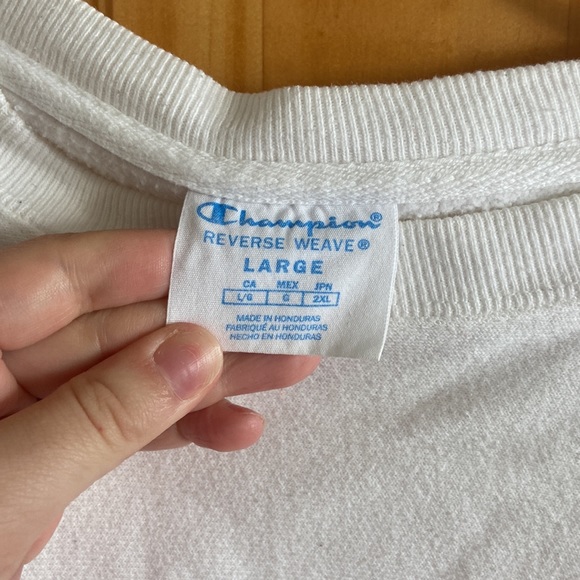 Champion®
REVERSE WEAVE®
LARGE
CA MEX JPN
L/G G 2XL
MADE IN HONDURAS
FABRIQUÉ AU HONDURAS
HECHO EN HONDURAS